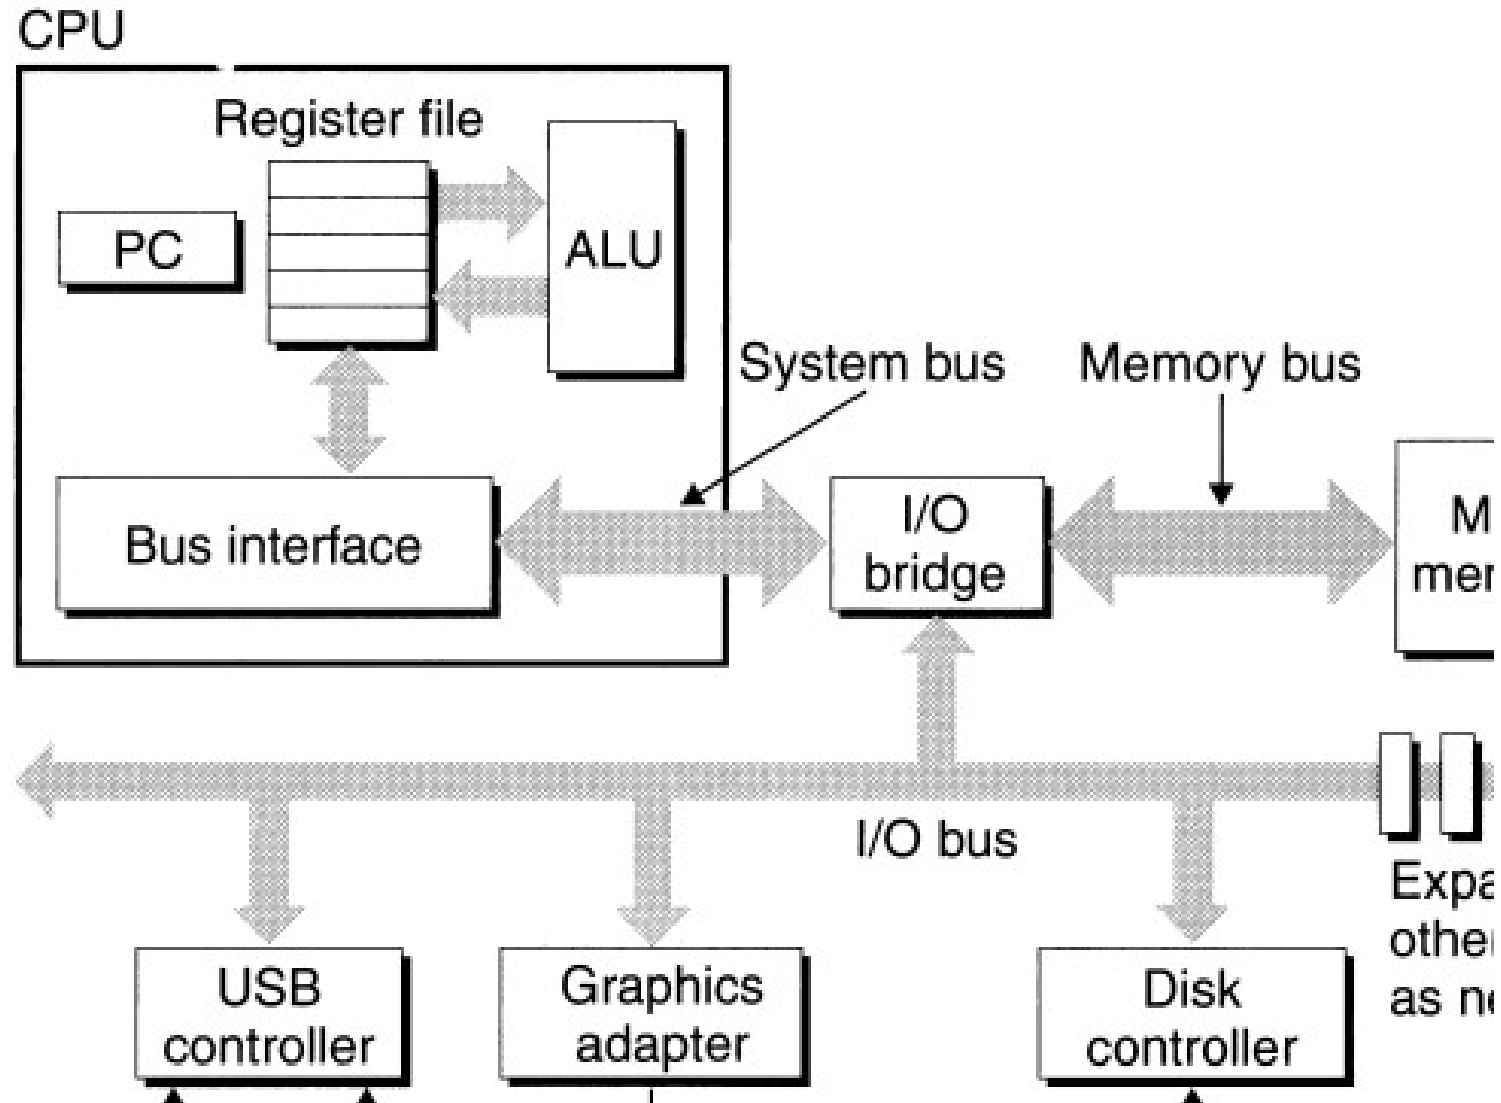 CPU
Register file
PC
ALU
System bus
Memory bus
Bus interface
I/O
bridge
I/O bus
USB
controller
Graphics
adapter
Disk
controller
as